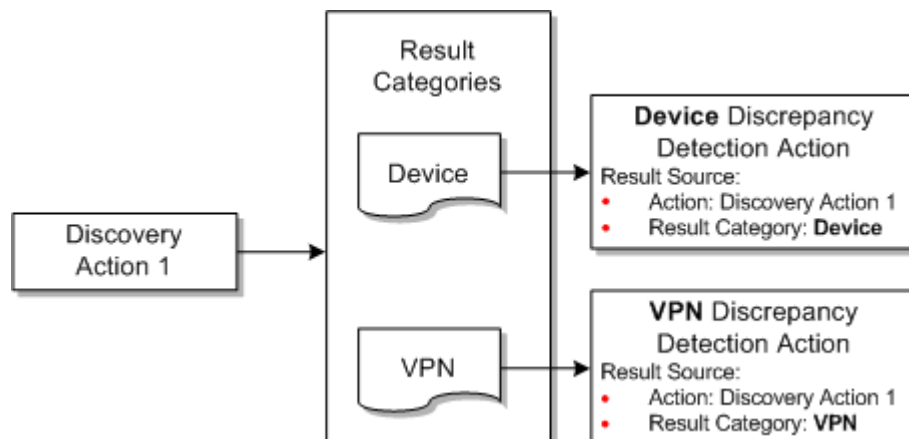 Result
Categories
Device
VPN
Discovery
Action 1
Device Discrepancy
Detection Action
Result Source:
• Action: Discovery Action 1
• Result Category: Device
VPN Discrepancy
Detection Action
Result Source:
• Action: Discovery Action 1
• Result Category: VPN